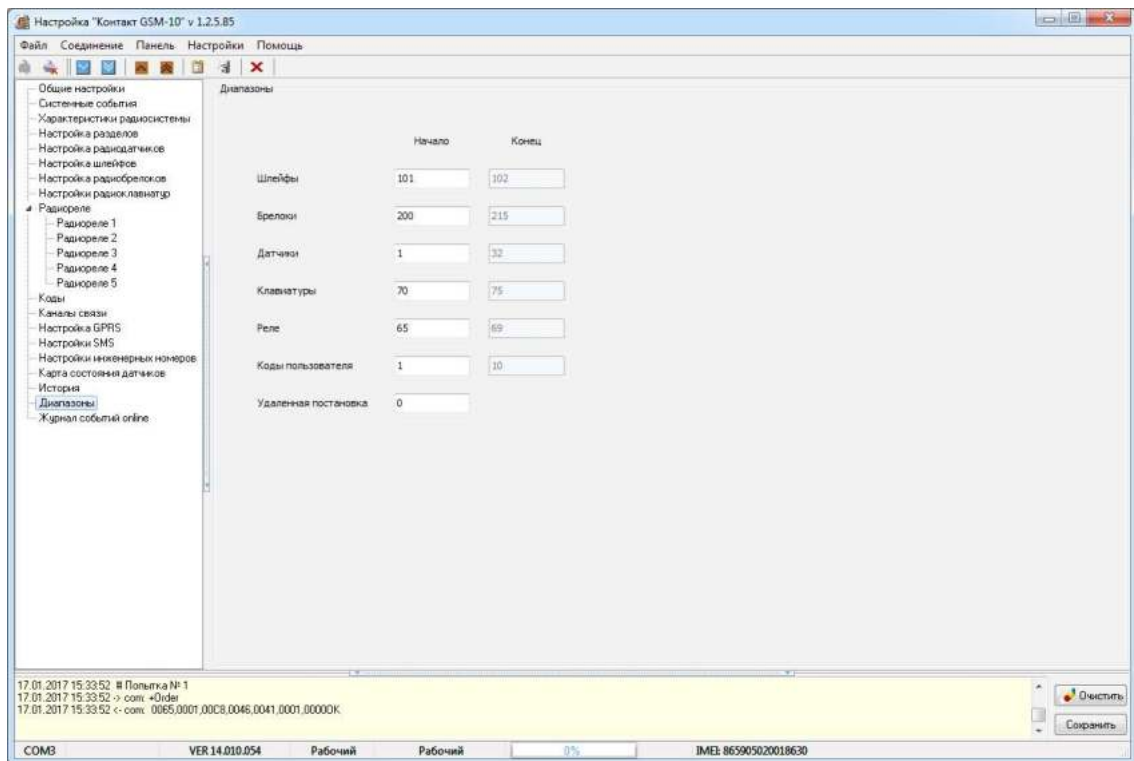 Настройка "Контакт GSM-10" v 1.2.5.85
Файл Соединение Панель Настройки Помощь
Общие настройки
Системные события
Характеристики радиосистемы
Настройка разделов
Настройка радиодатчиков
Настройка шлейфов
Настройка радиобрелоков
Настройки радиоклавиатур
Радиореле
Радиореле 1
Радиореле 2
Радиореле 3
Радиореле 4
Радиореле 5
Коды
Каналы связи
Настройка GPRS
Настройки SMS
Настройки инженерных номеров
Карта состояния датчиков
История
Диапазоны
Журнал событий online
Диапазоны
Начало Конец
Шлейфы 101 102
Брелоки 200 215
Датчики 1 32
Клавиатуры 70 75
Реле 65 69
Коды пользователя 1 10
Удаленная постановка 0
17.01.2017 15:33:52 # Попытка № 1
17.01.2017 15:33:52 -> com: +Order
17.01.2017 15:33:52 <- com: 0065,0001,00C8,0046,0041,0001,0000OK
Очистить
Сохранить
COM3 VER 14.010.054 Рабочий Рабочий 0% IMEI: 865905020018630